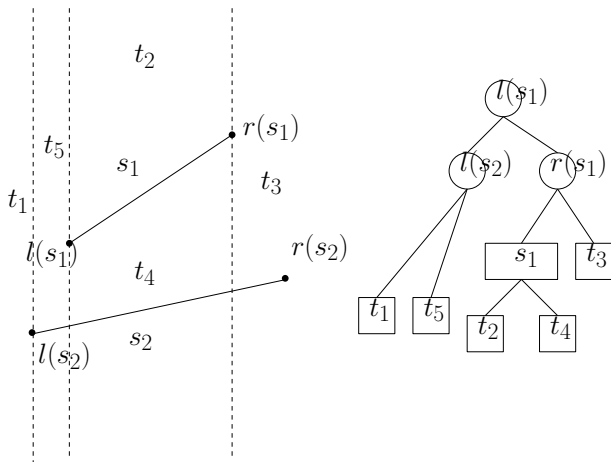 t₂
t₅
s₁
r(s₁)
t₁
t₃
l(s₁)
t₄
r(s₂)
s₂
l(s₂)
l(s₁)
l(s₂) r(s₁)
s₁ t₃
t₁ t₅
t₂ t₄